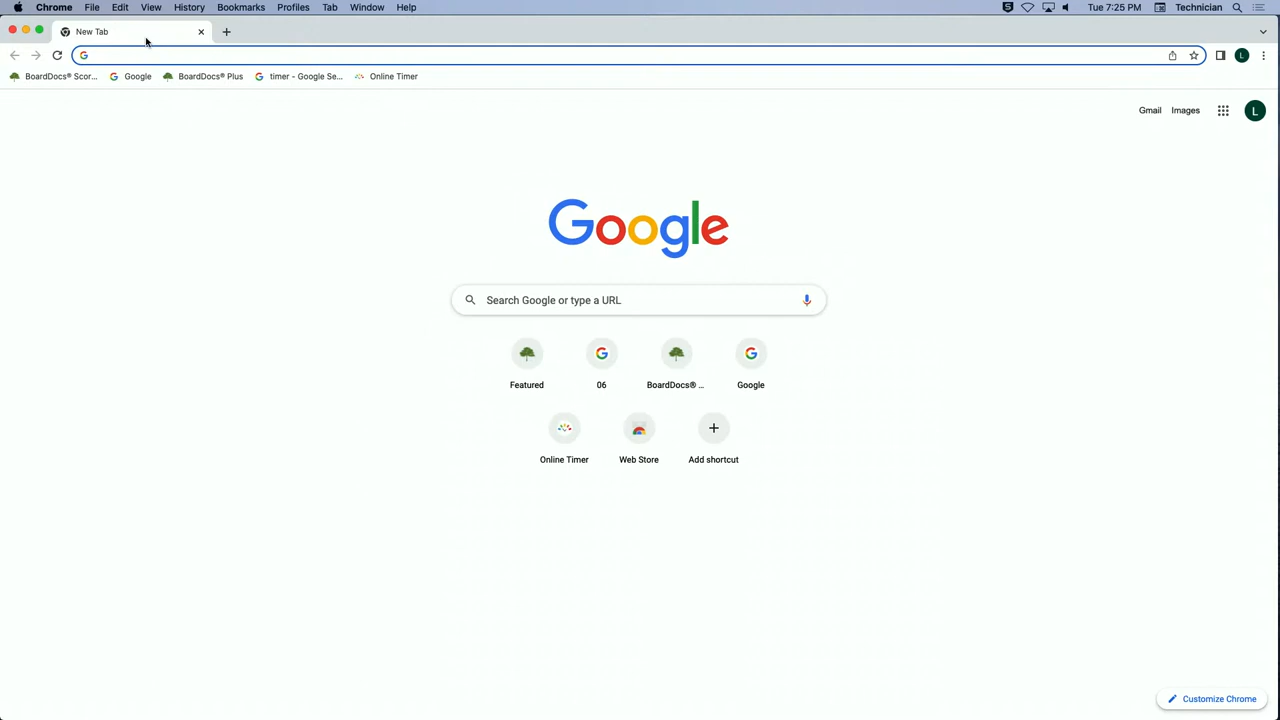 Chrome File Edit View History Bookmarks Profiles Tab Window Help Tue 7:25 PM Technician
New Tab
BoardDocs® Scor... Google BoardDocs® Plus timer - Google Se... Online Timer
Gmail Images L
Google
Search Google or type a URL
Featured 06 BoardDocs® ... Google
Online Timer Web Store Add shortcut
Customize Chrome